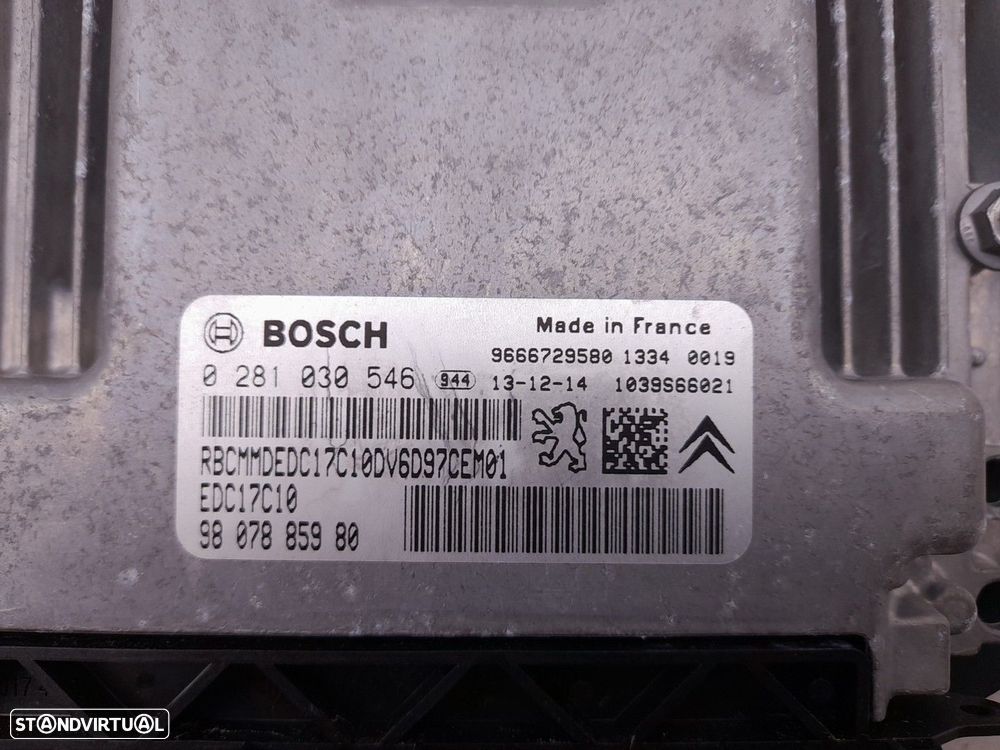 BOSCH
Made in France
9666729580 1334 0019
0 281 030 546 944 13-12-14 1039S66021
RBCMMDEDC17C10DV6D97CEM01
EDC17C10
98 078 859 80
STANDVIRTUAL